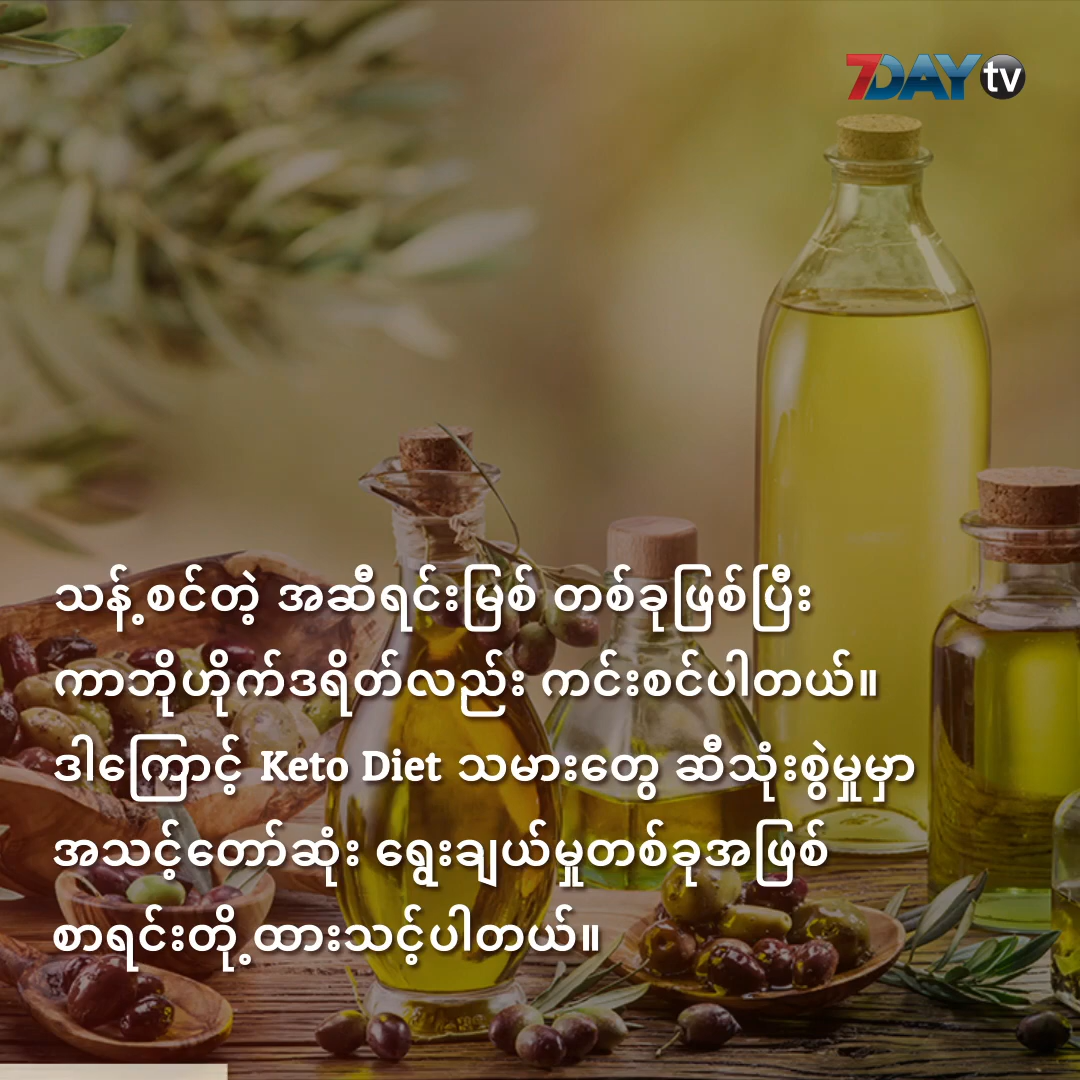 7DAY tv
သန့်စင်တဲ့ အဆီရင်းမြစ် တစ်ခုဖြစ်ပြီး
ကာဘိုဟိုက်ဒရိတ်လည်း ကင်းစင်ပါတယ်။
ဒါကြောင့် Keto Diet သမားတွေ ဆီသုံးစွဲမှုမှာ
အသင့်တော်ဆုံး ရွေးချယ်မှုတစ်ခုအဖြစ်
စာရင်းတို့ထားသင့်ပါတယ်။